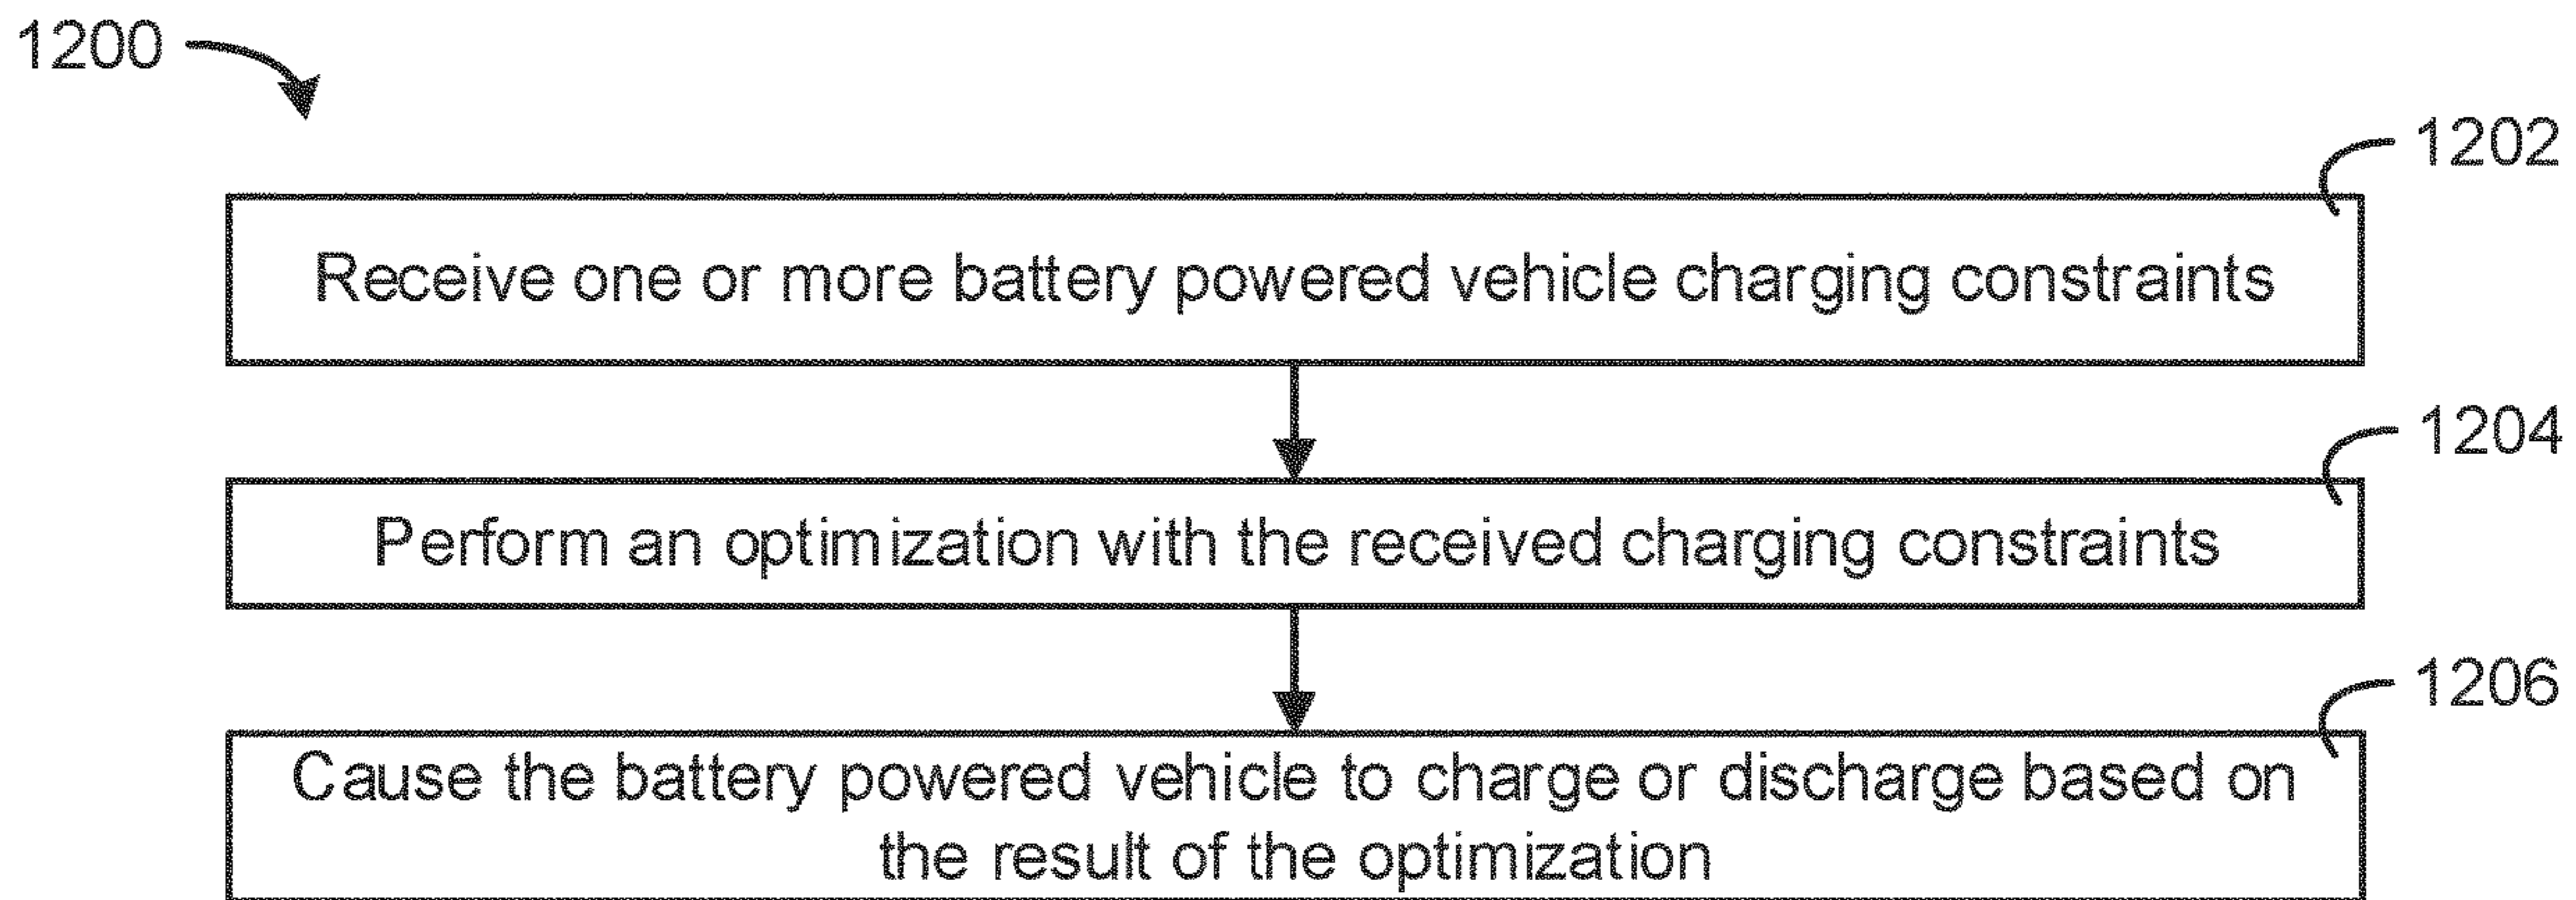 1200
1202
Receive one or more battery powered vehicle charging constraints
1204
Perform an optimization with the received charging constraints
1206
Cause the battery powered vehicle to charge or discharge based on
the result of the optimization